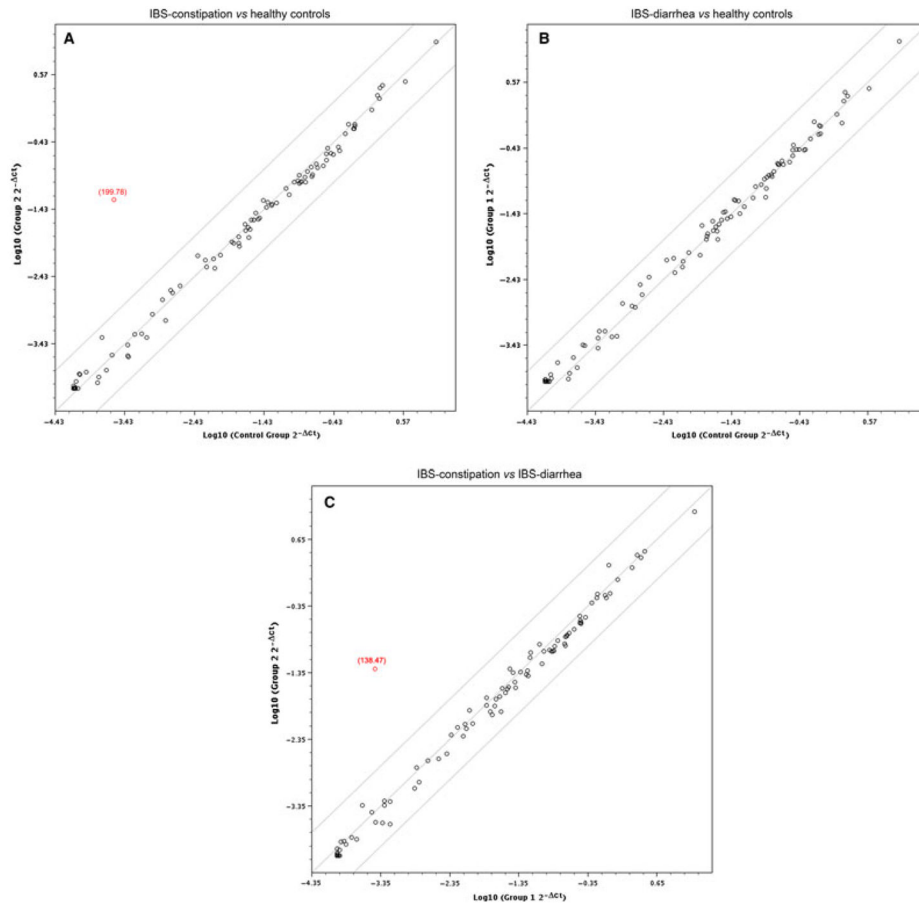 IBS-constipation vs healthy controls
A
0.57
-0.43
-1.43
-2.43
-3.43
Log10 (Group 2 2^-ΔCt)
(199.78)
-4.43 -3.43 -2.43 -1.43 -0.43 0.57
Log10 (Control Group 2^-ΔCt)
IBS-diarrhea vs healthy controls
B
0.57
-0.43
-1.43
-2.43
-3.43
Log10 (Group 1 2^-ΔCt)
-4.43 -3.43 -2.43 -1.43 -0.43 0.57
Log10 (Control Group 2^-ΔCt)
IBS-constipation vs IBS-diarrhea
C
0.65
-0.35
-1.35
-2.35
-3.35
Log10 (Group 2 2^-ΔCt)
(138.47)
-4.35 -3.35 -2.35 -1.35 -0.35 0.65
Log10 (Group 1 2^-ΔCt)